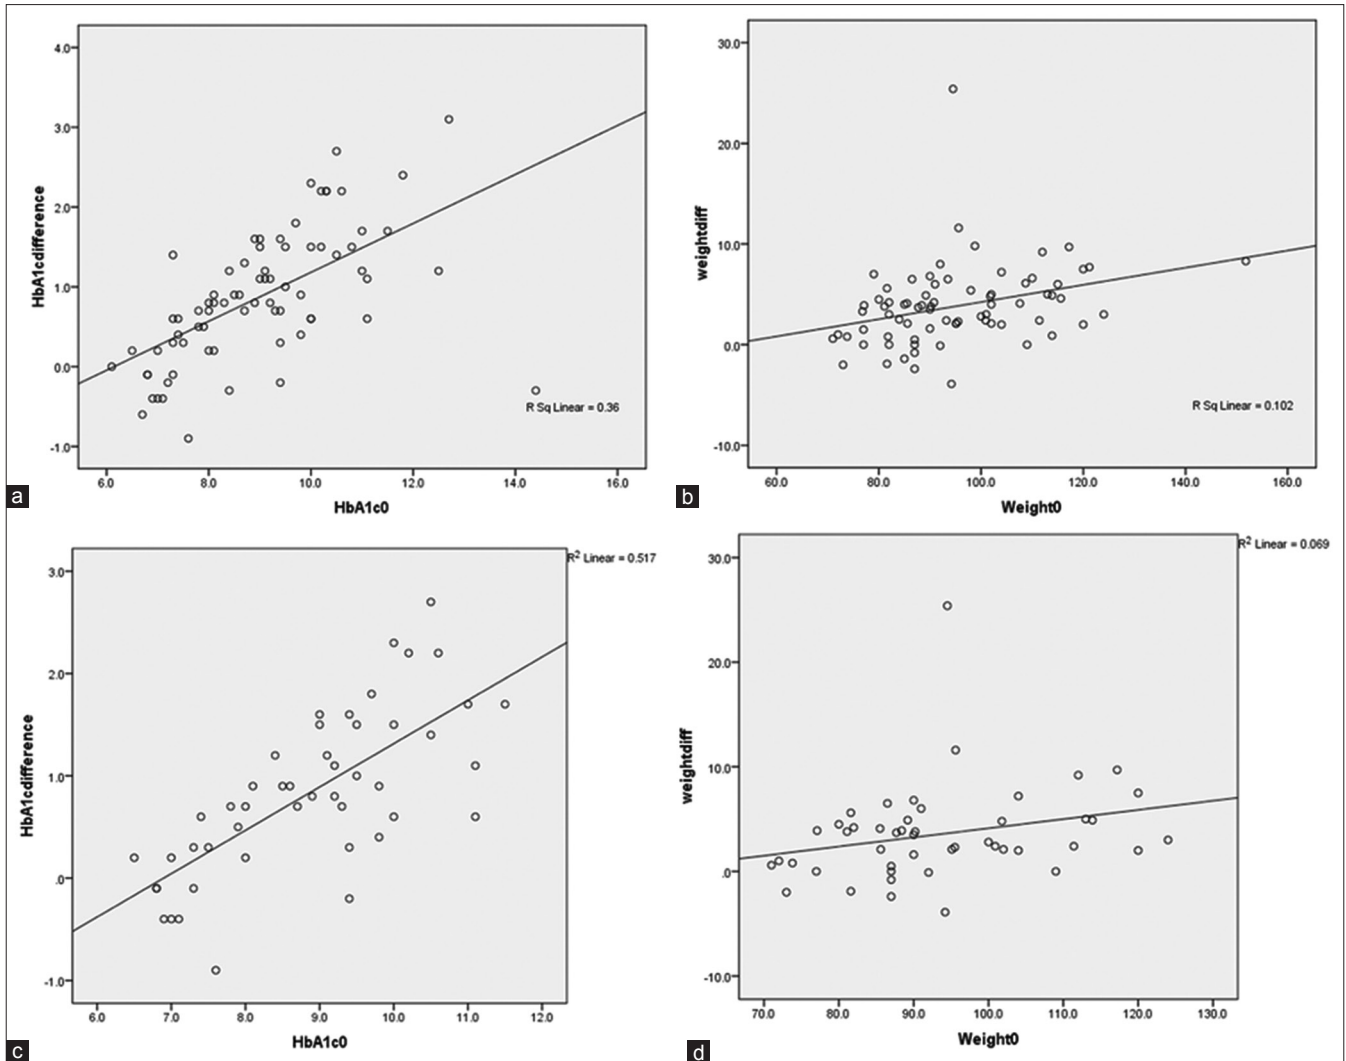 4.0
3.0
2.0
1.0
0.0
-1.0
HbA1cdifference
R Sq Linear = 0.36
6.0 8.0 10.0 12.0 14.0 16.0
HbA1c0
a
30.0
20.0
10.0
0.0
-10.0
weightdiff
R Sq Linear = 0.102
60.0 80.0 100.0 120.0 140.0 160.0
Weight0
b
R² Linear = 0.517
3.0
2.0
1.0
.0
-1.0
HbA1cdifference
6.0 7.0 8.0 9.0 10.0 11.0 12.0
HbA1c0
c
R² Linear = 0.069
30.0
20.0
10.0
.0
-10.0
weightdiff
70.0 80.0 90.0 100.0 110.0 120.0 130.0
Weight0
d